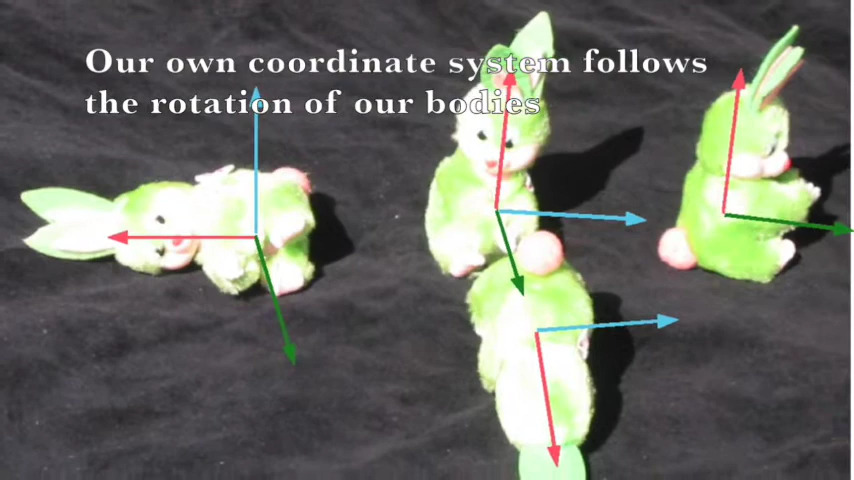 Our own coordinate system follows
the rotation of our bodies